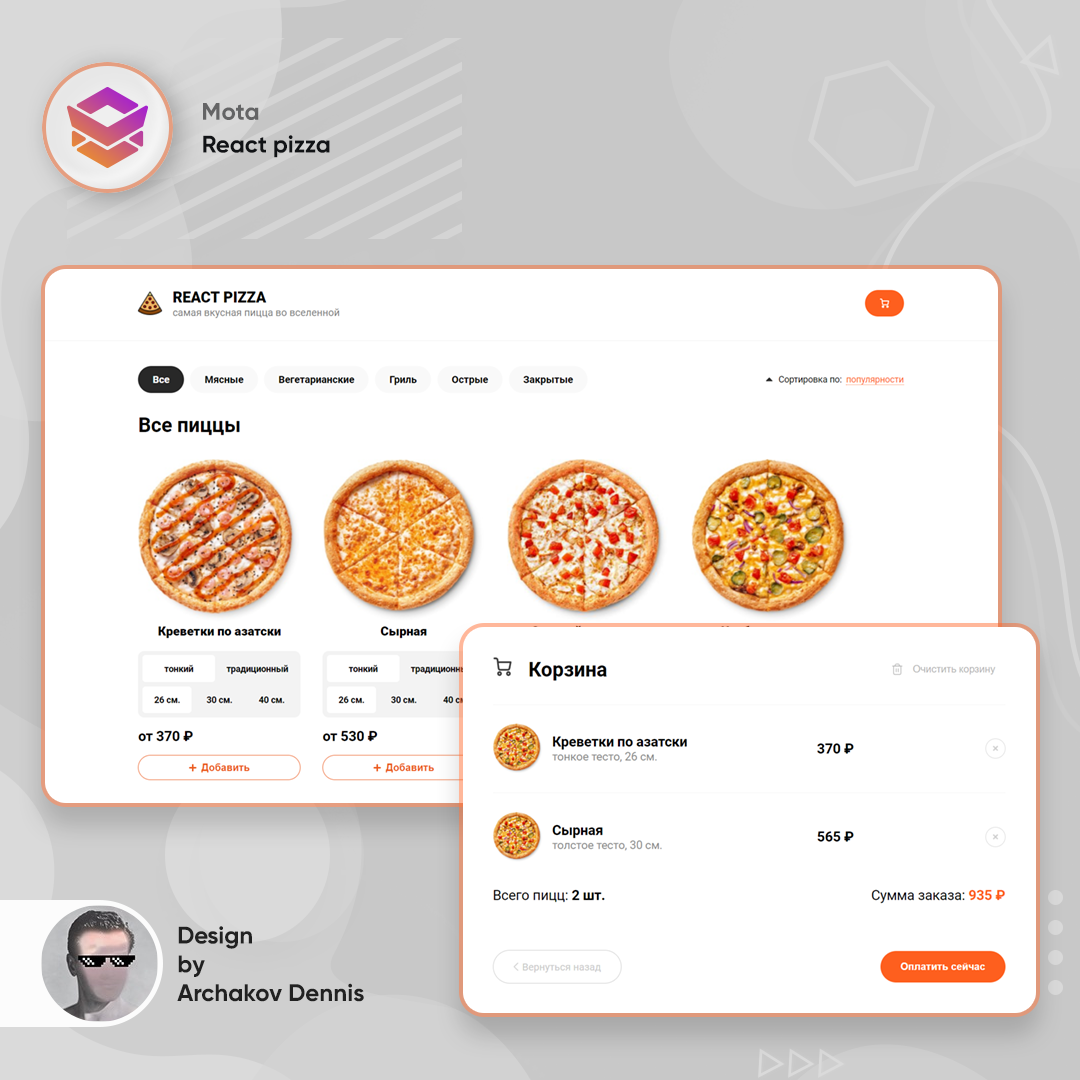 Mota
React pizza
REACT PIZZA
самая вкусная пицца во вселенной
Все
Мясные
Вегетарианские
Гриль
Острые
Закрытые
Сортировка по: популярности
Все пиццы
Креветки по азатски
Сырная
тонкий
традиционный
26 см.
30 см.
40 см.
тонкий
26 см.
30 см.
от 370 ₽
от 530 ₽
+ Добавить
+ Добавить
Корзина
Очистить корзину
Креветки по азатски
тонкое тесто, 26 см.
370 ₽
Сырная
толстое тесто, 30 см.
565 ₽
Всего пицц: 2 шт.
Сумма заказа: 935 ₽
Вернуться назад
Оплатить сейчас
Design
by
Archakov Dennis